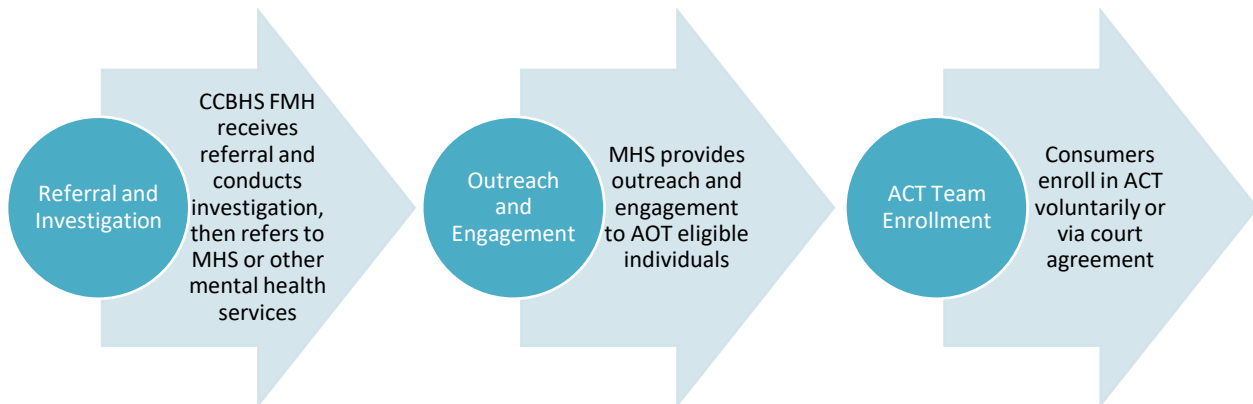 Referral and
Investigation
CCBHS FMH
receives
referral and
conducts
investigation,
then refers to
MHS or other
mental health
services
Outreach
and
Engagement
MHS provides
outreach and
engagement
to AOT eligible
individuals
ACT Team
Enrollment
Consumers
enroll in ACT
voluntarily or
via court
agreement